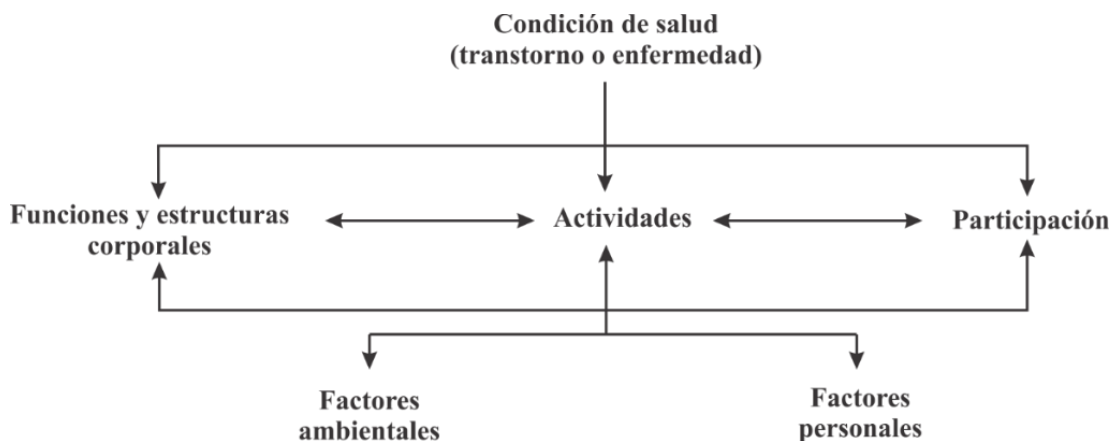 Condición de salud
(transtorno o enfermedad)
Funciones y estructuras
corporales
Actividades
Participación
Factores
ambientales
Factores
personales